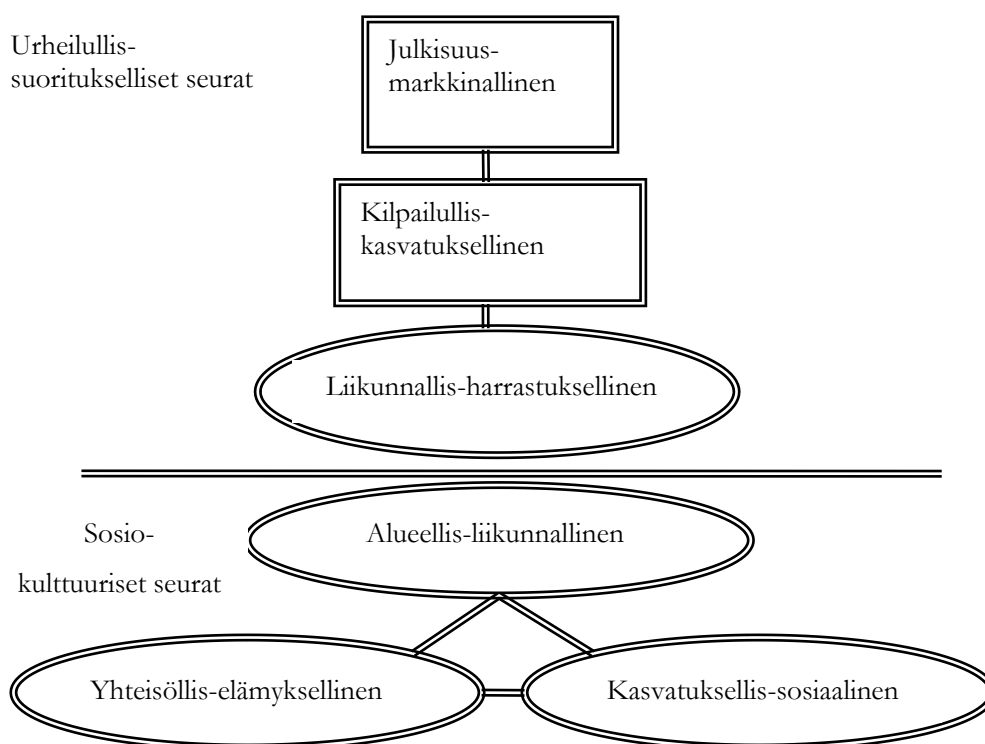 Urheilullis-
suoritukselliset seurat
Julkisuus-
markkinallinen
Kilpailullis-
kasvatuksellinen
Liikunnallis-harrastuksellinen
Sosio-
kulttuuriset seurat
Alueellis-liikunnallinen
Yhteisöllis-elämyksellinen
Kasvatuksellis-sosiaalinen